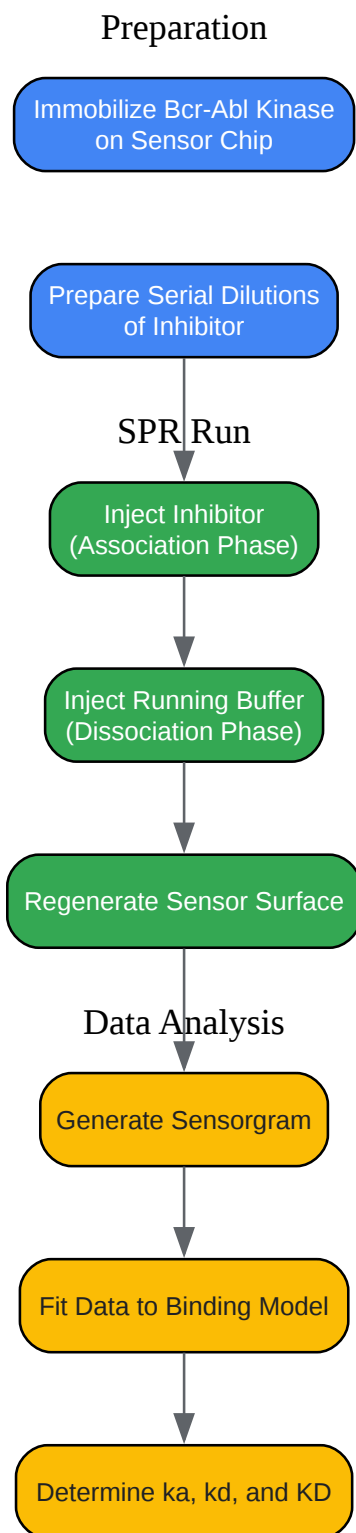 Preparation
Immobilize Bcr-Abl Kinase
on Sensor Chip
Prepare Serial Dilutions
of Inhibitor
SPR Run
Inject Inhibitor
(Association Phase)
Inject Running Buffer
(Dissociation Phase)
Regenerate Sensor Surface
Data Analysis
Generate Sensorgram
Fit Data to Binding Model
Determine ka, kd, and KD